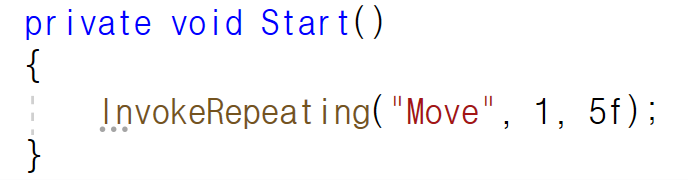 private void Start()
{
InvokeRepeating("Move", 1, 5f);
}